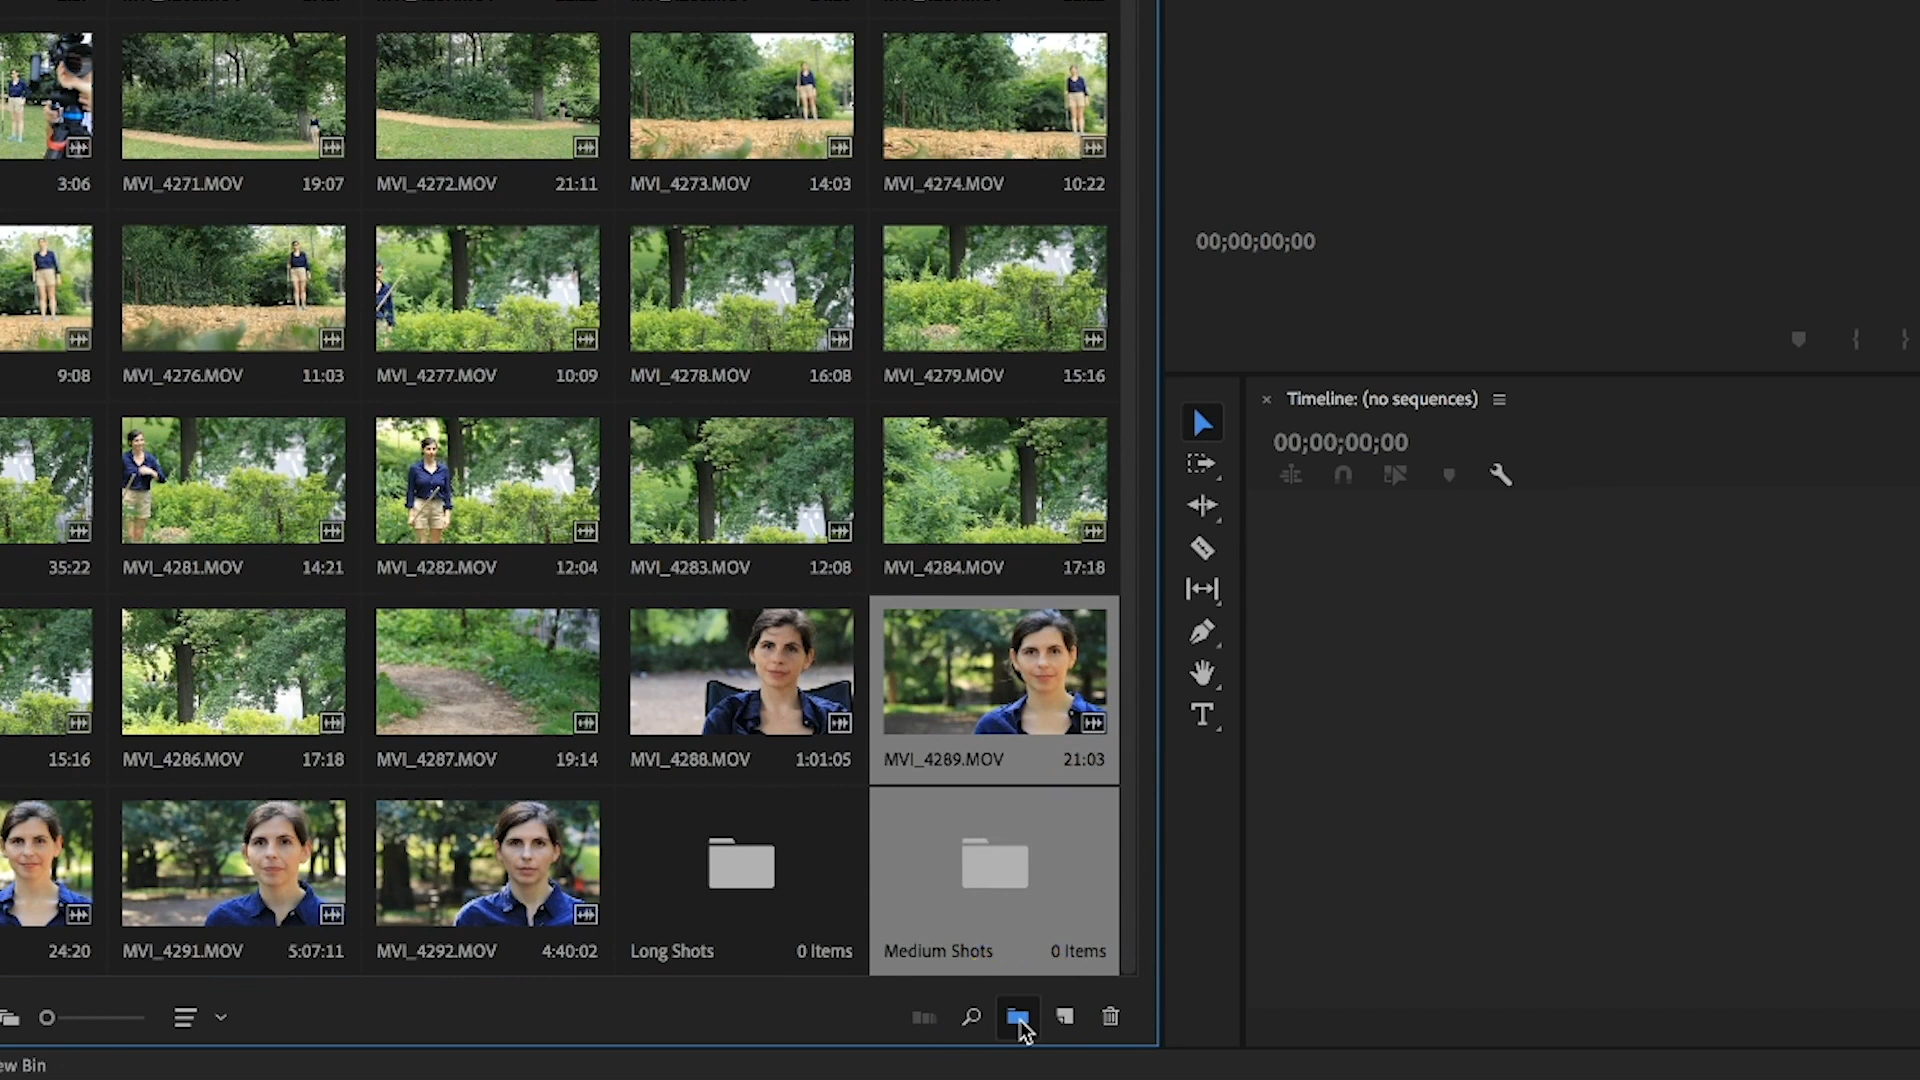 3:06 MVI_4271.MOV 19:07 MVI_4272.MOV 21:11 MVI_4273.MOV 14:03 MVI_4274.MOV 10:22
00;00;00;00
9:08 MVI_4276.MOV 11:03 MVI_4277.MOV 10:09 MVI_4278.MOV 16:08 MVI_4279.MOV 15:16
Timeline: (no sequences)
00;00;00;00
35:22 MVI_4281.MOV 14:21 MVI_4282.MOV 12:04 MVI_4283.MOV 12:08 MVI_4284.MOV 17:18
15:16 MVI_4286.MOV 17:18 MVI_4287.MOV 19:14 MVI_4288.MOV 1:01:05 MVI_4289.MOV 21:03
24:20 MVI_4291.MOV 5:07:11 MVI_4292.MOV 4:40:02 Long Shots 0 Items Medium Shots 0 Items
ew Bin